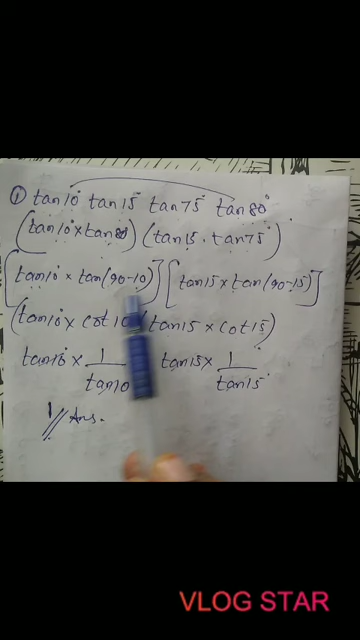 ① tan10° tan15° tan75° tan80°
(tan10° × tan80) (tan15 . tan75°)
[tan10° × tan(90-10)] [tan15 × tan(90-15)]
(tan10 × cot10 tan15 × cot15)
tan10 × 1/tan10 tan15 × 1/tan15
1 // Ans.
VLOG STAR